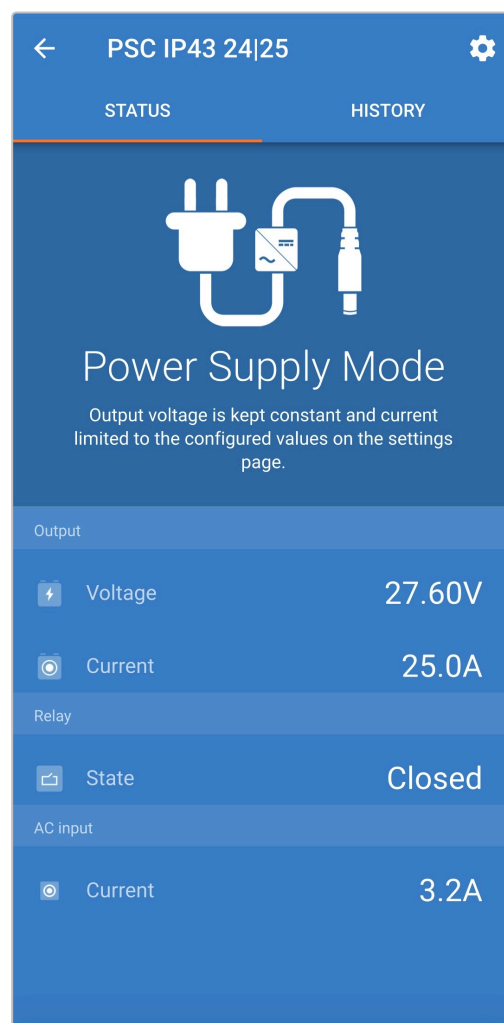 PSC IP43 24|25
STATUS HISTORY
Power Supply Mode
Output voltage is kept constant and current
limited to the configured values on the settings
page.
Output
Voltage 27.60V
Current 25.0A
Relay
State Closed
AC input
Current 3.2A